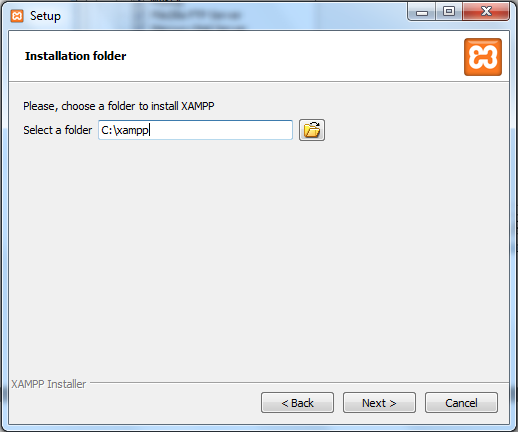 Setup
Installation folder
Please, choose a folder to install XAMPP
Select a folder C:\xampp
XAMPP Installer
< Back Next > Cancel